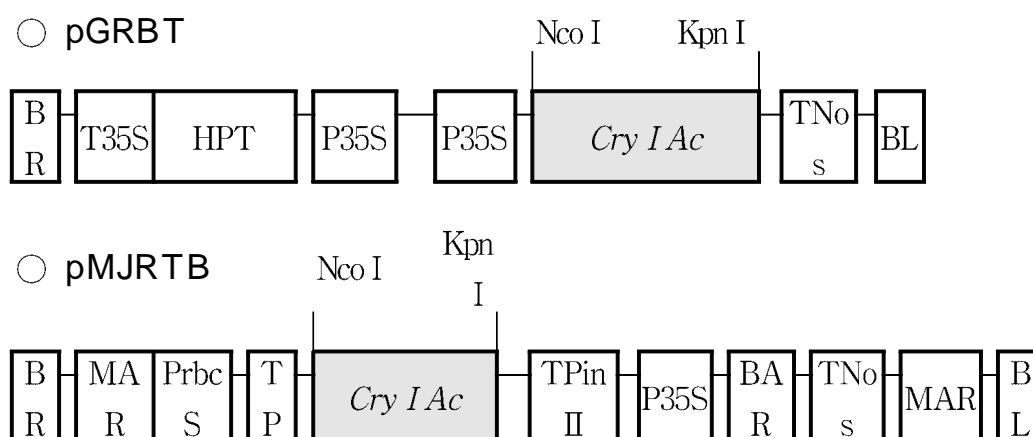 ○ pGRBT
Nco I Kpn I
B R T35S HPT P35S P35S Cry I Ac TNo s BL
○ pMJRTB
Nco I Kpn I
B R MA R Prbc S T P Cry I Ac TPin II P35S BA R TNo s MAR B L